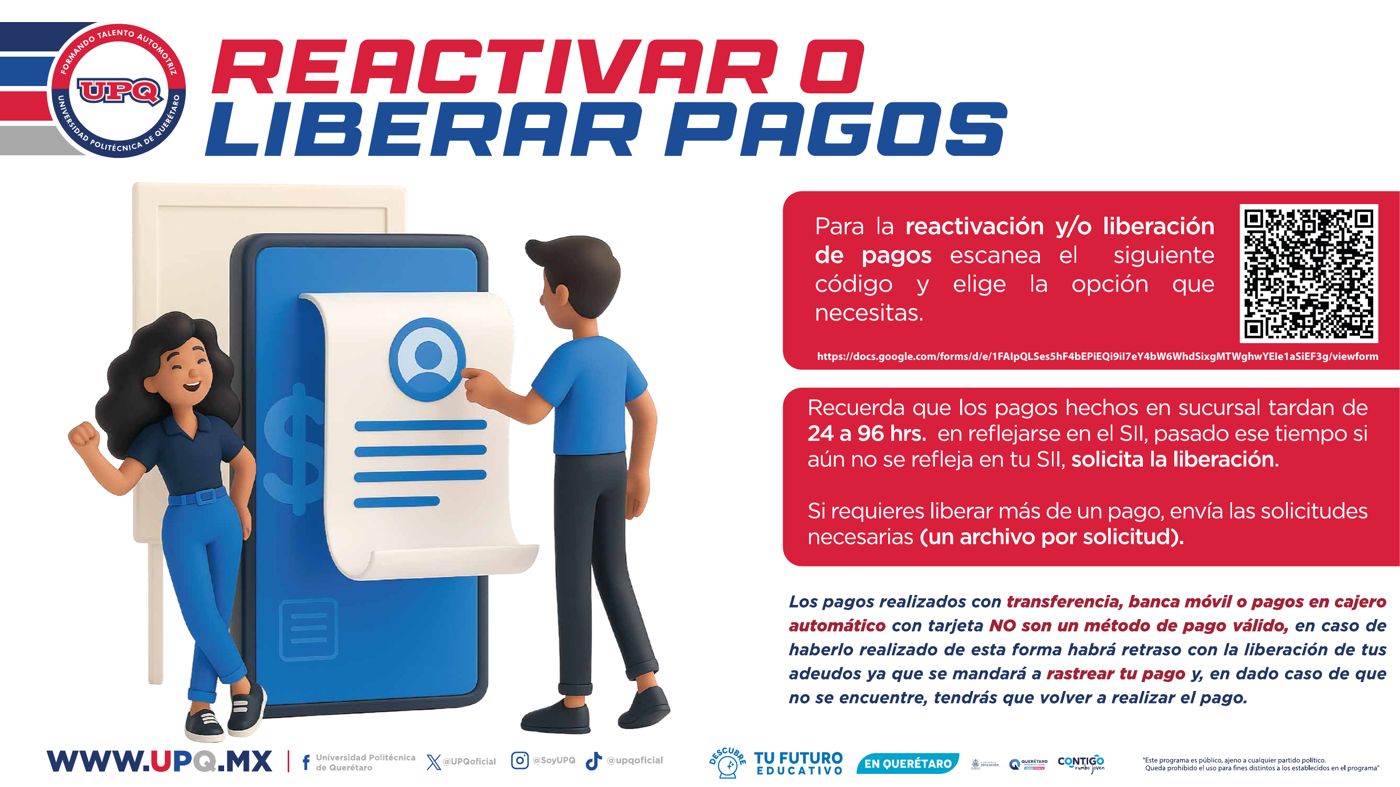 FORMANDO TALENTO AUTOMOTRIZ
UPQ
UNIVERSIDAD POLITÉCNICA DE QUERÉTARO
REACTIVAR O
LIBERAR PAGOS
Para la reactivación y/o liberación
de pagos escanea el siguiente
código y elige la opción que
necesitas.
https://docs.google.com/forms/d/e/1FAIpQLSes5hF4bEPiEQi9il7eY4bW6WhdSixgMTWghwYEle1aSiEF3g/viewform
Recuerda que los pagos hechos en sucursal tardan de
24 a 96 hrs. en reflejarse en el SII, pasado ese tiempo si
aún no se refleja en tu SII, solicita la liberación.
Si requieres liberar más de un pago, envía las solicitudes
necesarias (un archivo por solicitud).
Los pagos realizados con transferencia, banca móvil o pagos en cajero
automático con tarjeta NO son un método de pago válido, en caso de
haberlo realizado de esta forma habrá retraso con la liberación de tus
adeudos ya que se mandará a rastrear tu pago y, en dado caso de que
no se encuentre, tendrás que volver a realizar el pago.
$
WWW.UPQ.MX
Universidad Politécnica
de Querétaro
@UPQoficial
@SoyUPQ
@upqoficial
DESCUBRE
TU FUTURO
EDUCATIVO
EN QUERÉTARO
QUERÉTARO
CONTIGO
"Este programa es público, ajeno a cualquier partido político.
Queda prohibido el uso para fines distintos a los establecidos en el programa"